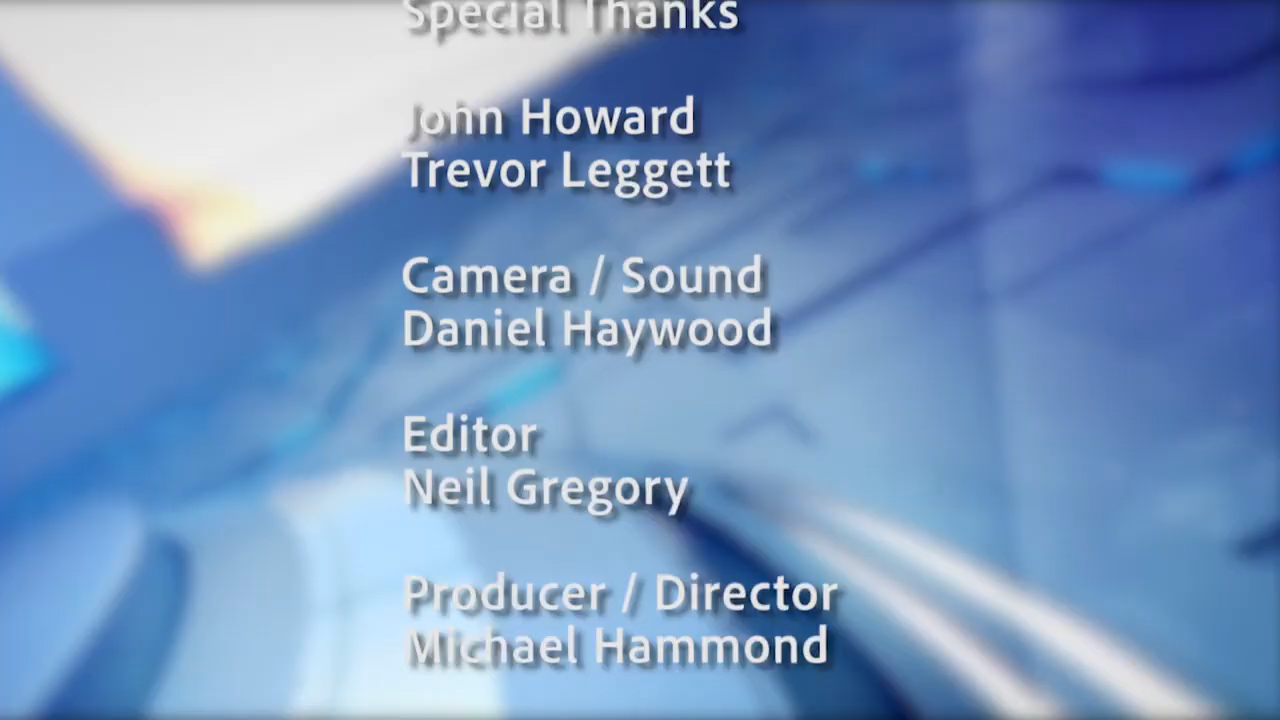 Special Thanks
John Howard
Trevor Leggett
Camera / Sound
Daniel Haywood
Editor
Neil Gregory
Producer / Director
Michael Hammond